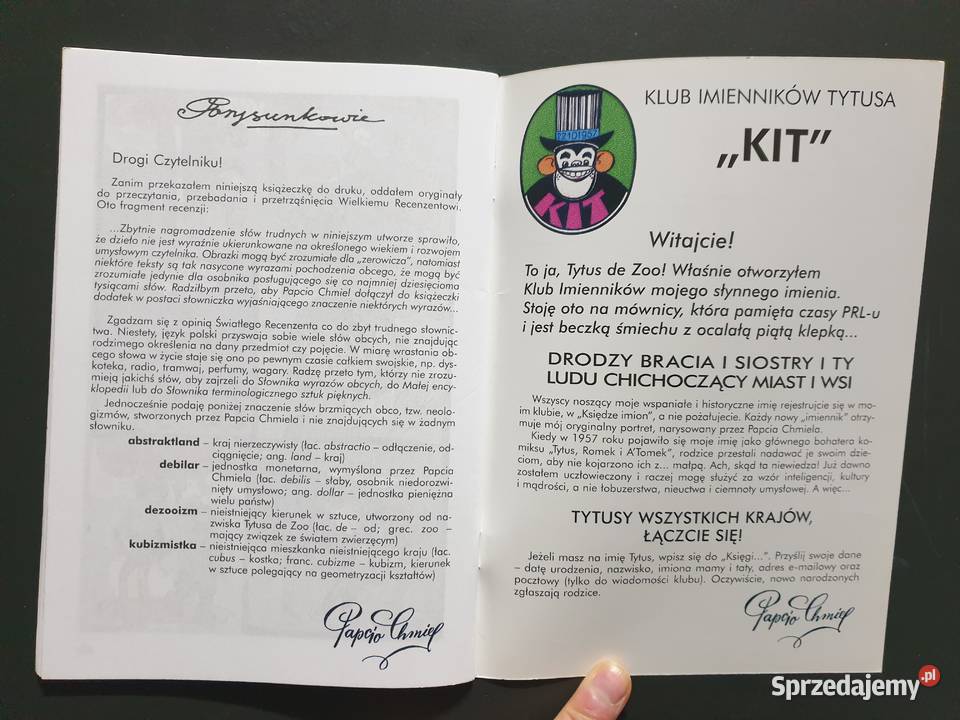 Porysunkowie
Drogi Czytelniku!
Zanim przekazałem niniejszą książeczkę do druku, oddałem oryginały
do przeczytania, przebadania i przetrząśnięcia Wielkiemu Recenzentowi.
Oto fragment recenzji:
...Zbytnie nagromadzenie słów trudnych w niniejszym utworze sprawiło,
że dzieło nie jest wyraźnie ukierunkowane na określonego wiekiem i rozwojem
umysłowym czytelnika. Obrazki mogą być zrozumiałe dla „zerowicza”, natomiast
niektóre teksty są tak nasycone wyrazami pochodzenia obcego, że mogą być
zrozumiałe jedynie dla osobnika posługującego się co najmniej dziesięcioma
tysiącami słów. Radziłbym przeto, aby Papcio Chmiel dołączył do książeczki
dodatek w postaci słowniczka wyjaśniającego znaczenie niektórych wyrazów...
Zgadzam się z opinią Światłego Recenzenta co do zbyt trudnego słownic-
twa. Niestety, język polski przyswaja sobie wiele słów obcych, nie znajdując
rodzimego określenia na dany przedmiot czy pojęcie. W miarę wrastania ob-
cego słowa w życie staje się ono po pewnym czasie całkiem swojskie, np. dys-
koteka, radio, tramwaj, perfumy, wagary. Radzę przeto tym, którzy nie zrozu-
mieją jakichś słów, aby zajrzeli do Słownika wyrazów obcych, do Małej ency-
klopedii lub do Słownika terminologicznego sztuk pięknych.
Jednocześnie podaję poniżej znaczenie słów brzmiących obco, tzw. neolo-
gizmów, stworzonych przez Papcia Chmiela i nie znajdujących się w żadnym
słowniku.
abstraktland – kraj nierzeczywisty (łac. abstractio – odłączenie, od-
ciągnięcie; ang. land – kraj)
debilar – jednostka monetarna, wymyślona przez Papcia
Chmiela (łac. debilis – słaby, osobnik niedorozwi-
nięty umysłowo; ang. dollar – jednostka pieniężna
wielu państw)
dezooizm – nieistniejący kierunek w sztuce, utworzony od na-
zwiska Tytusa de Zoo (łac. de – od; grec. zoo –
mający związek ze światem zwierzęcym)
kubizmistka – nieistniejąca mieszkanka nieistniejącego kraju (łac.
cubus – kostka; franc. cubizme – kubizm, kierunek
w sztuce polegający na geometryzacji kształtów)
Papcio Chmiel
22101957
KIT
KLUB IMIENNIKÓW TYTUSA
„KIT”
Witajcie!
To ja, Tytus de Zoo! Właśnie otworzyłem
Klub Imienników mojego słynnego imienia.
Stoję oto na mównicy, która pamięta czasy PRL-u
i jest beczką śmiechu z ocalałą piątą klepką...
DRODZY BRACIA I SIOSTRY I TY
LUDU CHICHOCZĄCY MIAST I WSI
Wszyscy noszący moje wspaniałe i historyczne imię rejestrujcie się w mo-
im klubie, w „Księdze imion”, a nie pożałujecie. Każdy nowy „imiennik” otrzy-
muje mój oryginalny portret, narysowany przez Papcia Chmiela.
Kiedy w 1957 roku pojawiło się moje imię jako głównego bohatera ko-
miksu „Tytus, Romek i A’Tomek”, rodzice przestali nadawać je swoim dzie-
ciom, aby nie kojarzono ich z... małpą. Ach, skąd ta niewiedza! Już dawno
zostałem uczłowieczony i raczej mogę służyć za wzór inteligencji, kultury
i mądrości, a nie łobuzerstwa, nieuctwa i ciemnoty umysłowej. A więc...
TYTUSY WSZYSTKICH KRAJÓW,
ŁĄCZCIE SIĘ!
Jeżeli masz na imię Tytus, wpisz się do „Księgi...”. Przyślij swoje dane
– datę urodzenia, nazwisko, imiona mamy i taty, adres e-mailowy oraz
pocztowy (tylko do wiadomości klubu). Oczywiście, nowo narodzonych
zgłaszają rodzice.
Papcio Chmiel
Sprzedajemy.pl